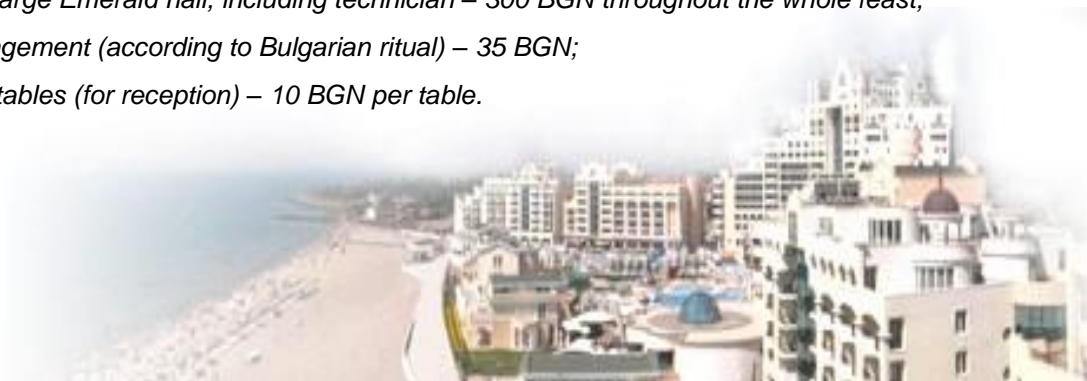 arge Emerald hall, including technician – 300 BGN throughout the whole feast;
ngement (according to Bulgarian ritual) – 35 BGN;
tables (for reception) – 10 BGN per table.